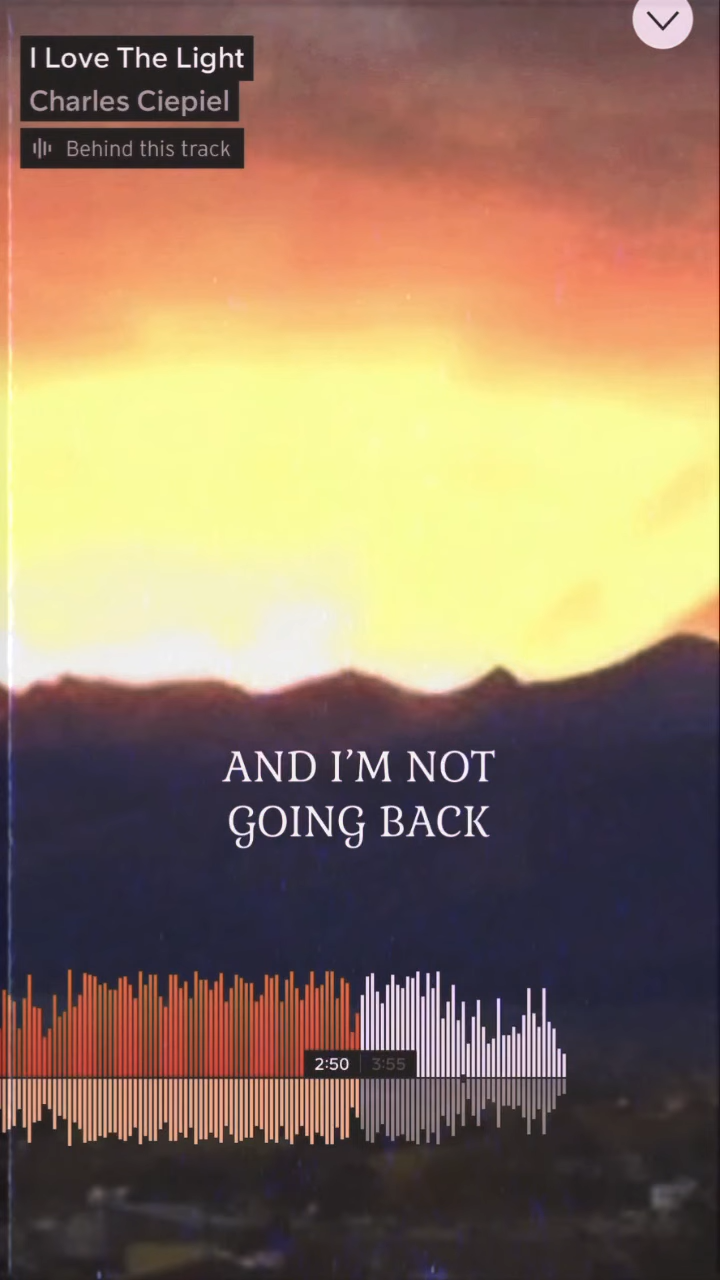 I Love The Light
Charles Ciepiel
Behind this track
AND I’M NOT
GOING BACK
2:50 3:55